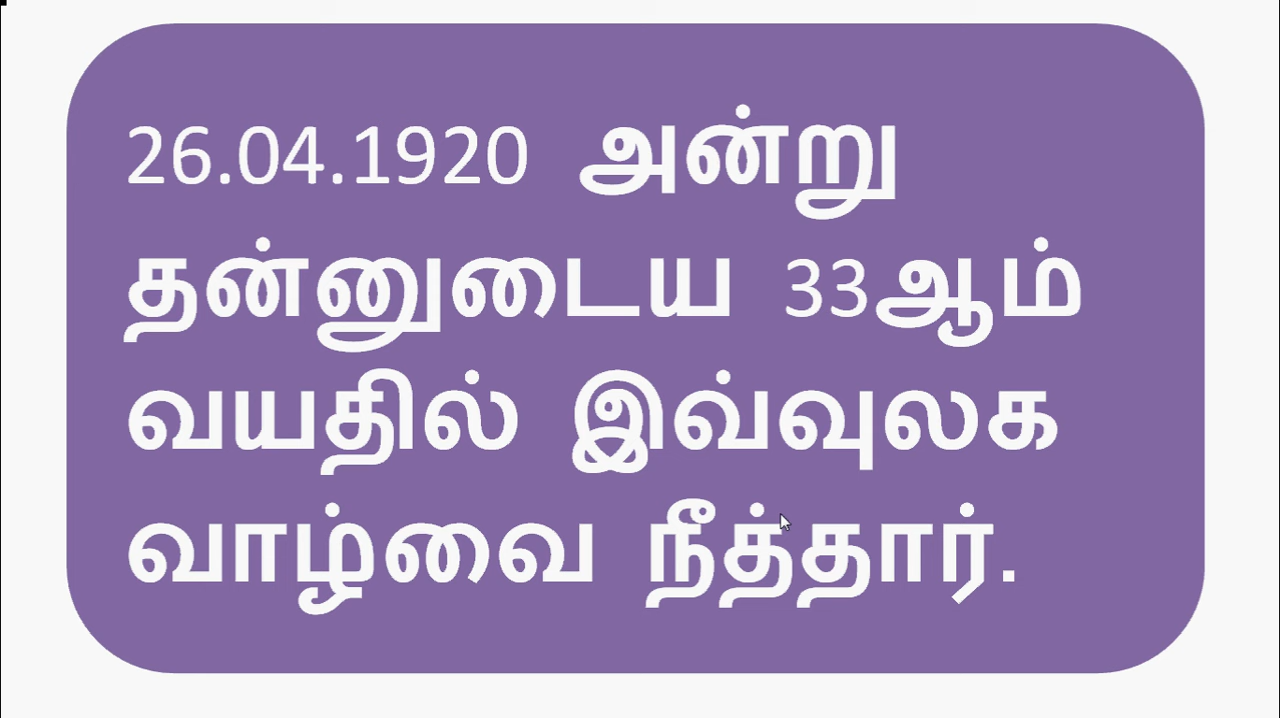 26.04.1920 அன்று
தன்னுடைய 33ஆம்
வயதில் இவ்வுலக
வாழ்வை நீத்தார்.